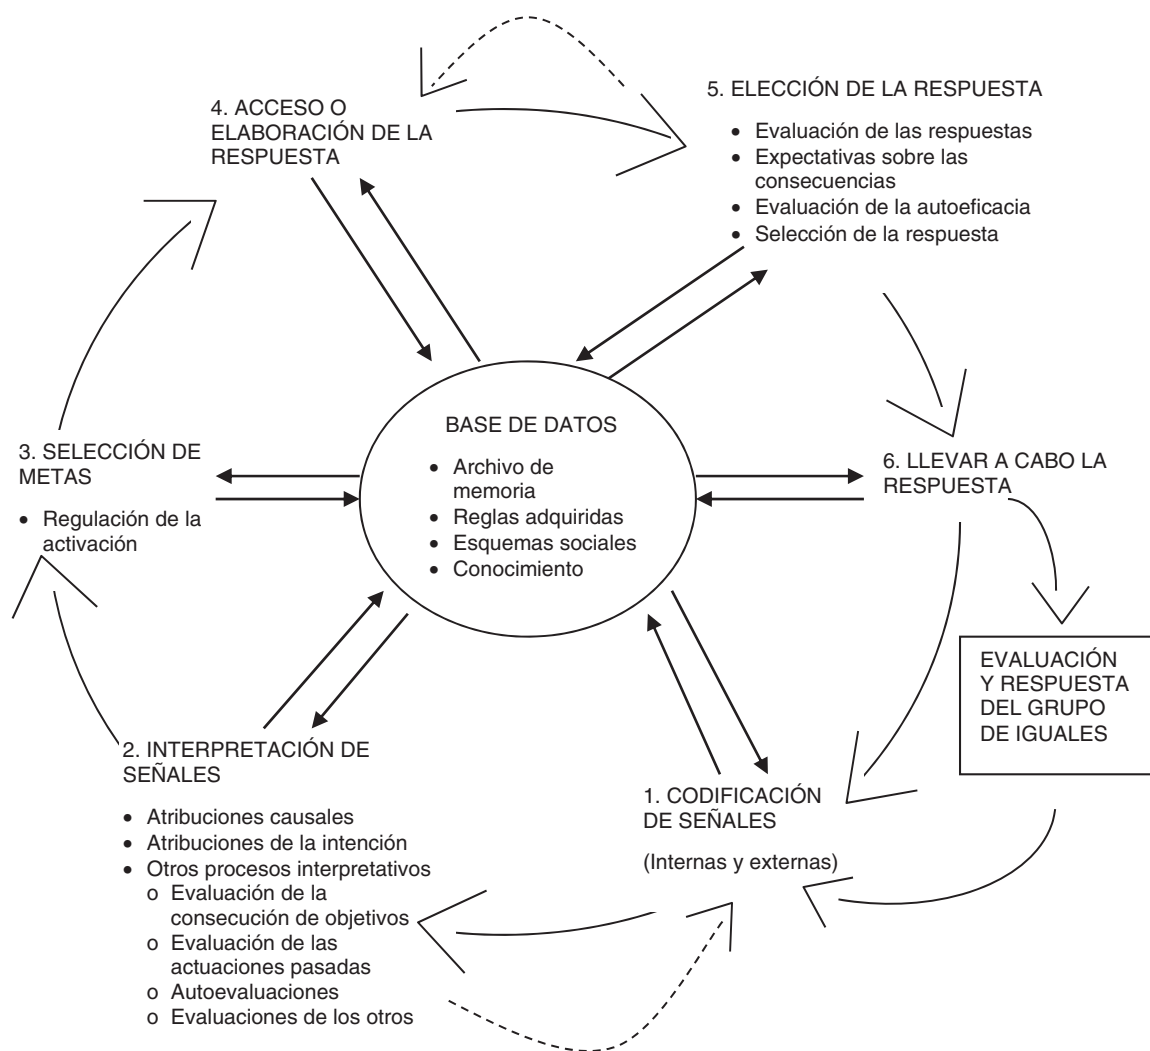 4. ACCESO O
ELABORACIÓN DE LA
RESPUESTA
5. ELECCIÓN DE LA RESPUESTA
• Evaluación de las respuestas
• Expectativas sobre las
consecuencias
• Evaluación de la autoeficacia
• Selección de la respuesta
3. SELECCIÓN DE
METAS
• Regulación de la
activación
BASE DE DATOS
• Archivo de
memoria
• Reglas adquiridas
• Esquemas sociales
• Conocimiento
6. LLEVAR A CABO LA
RESPUESTA
EVALUACIÓN
Y RESPUESTA
DEL GRUPO
DE IGUALES
2. INTERPRETACIÓN DE
SEÑALES
• Atribuciones causales
• Atribuciones de la intención
• Otros procesos interpretativos
o Evaluación de la
consecución de objetivos
o Evaluación de las
actuaciones pasadas
o Autoevaluaciones
o Evaluaciones de los otros
1. CODIFICACIÓN
DE SEÑALES
(Internas y externas)